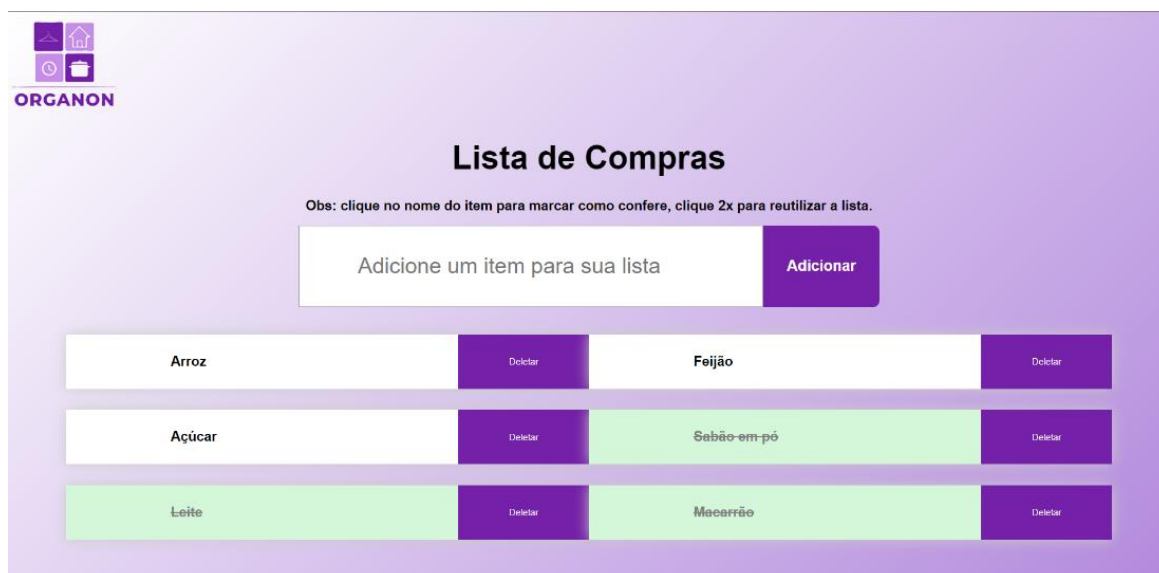 ORGANON
Lista de Compras
Obs: clique no nome do item para marcar como confere, clique 2x para reutilizar a lista.
Adicione um item para sua lista Adicionar
Arroz Deletar Feijão Deletar
Açúcar Deletar Sabão em pó Deletar
Leite Deletar Macarrão Deletar